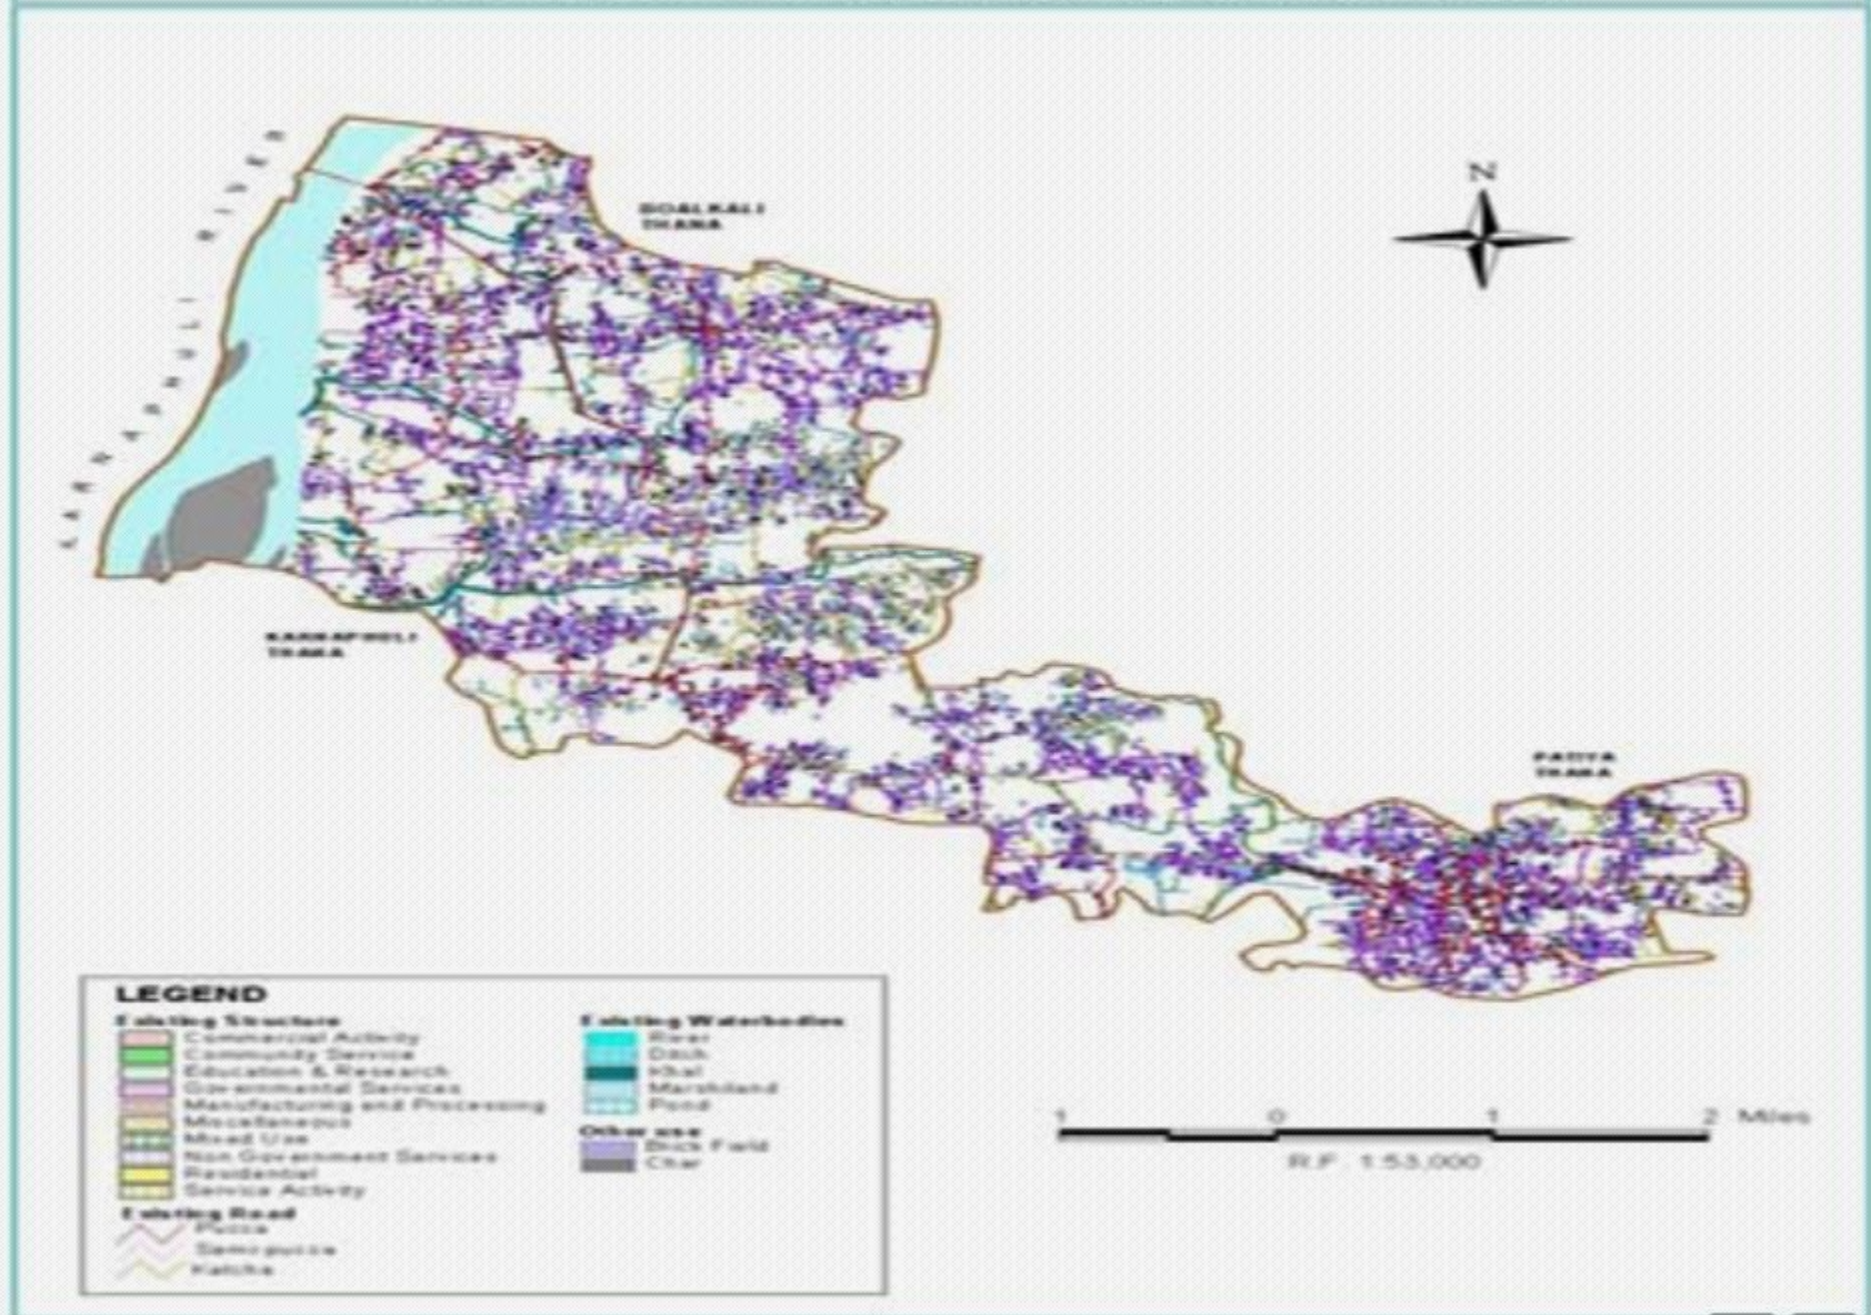 KARNAPHULI RIVER
BOALKALI
THANA
N
KARNAPHULI
THANA
PATIYA
THANA
LEGEND
Existing Structure
Commercial Activity
Community Service
Education & Research
Governmental Services
Manufacturing and Processing
Miscellaneous
Mixed Use
Non Government Services
Residential
Service Activity
Existing Road
Pucca
Semi-pucca
Katcha
Existing Waterbodies
River
Ditch
Khal
Marshland
Pond
Other use
Brick Field
Char
1 0 1 2 Miles
R.F. 1:53,000